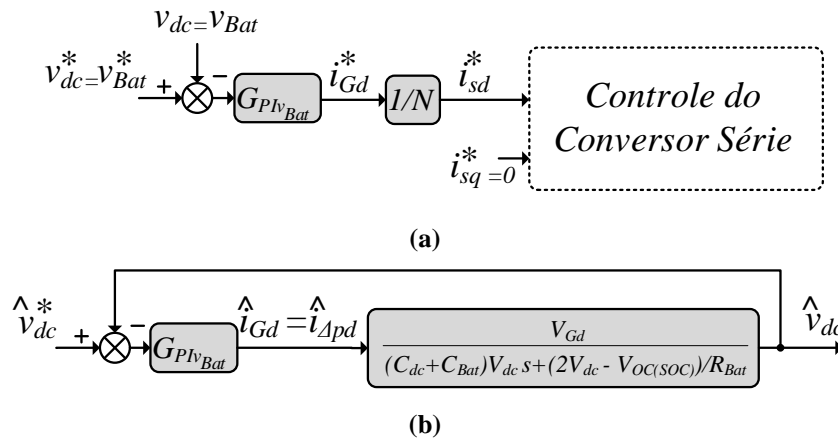 v_dc=v_Bat
v*_dc=v*_Bat
+
−
G_PIv_Bat
i*_Gd
1/N
i*_sd
i*_sq=0
Controle do
Conversor Série
(a)
v̂*_dc
+
−
G_PIv_Bat
î_Gd = î_Δpd
V_Gd
(C_dc+C_Bat)V_dc s+(2V_dc - V_OC(SOC))/R_Bat
v̂_dc
(b)